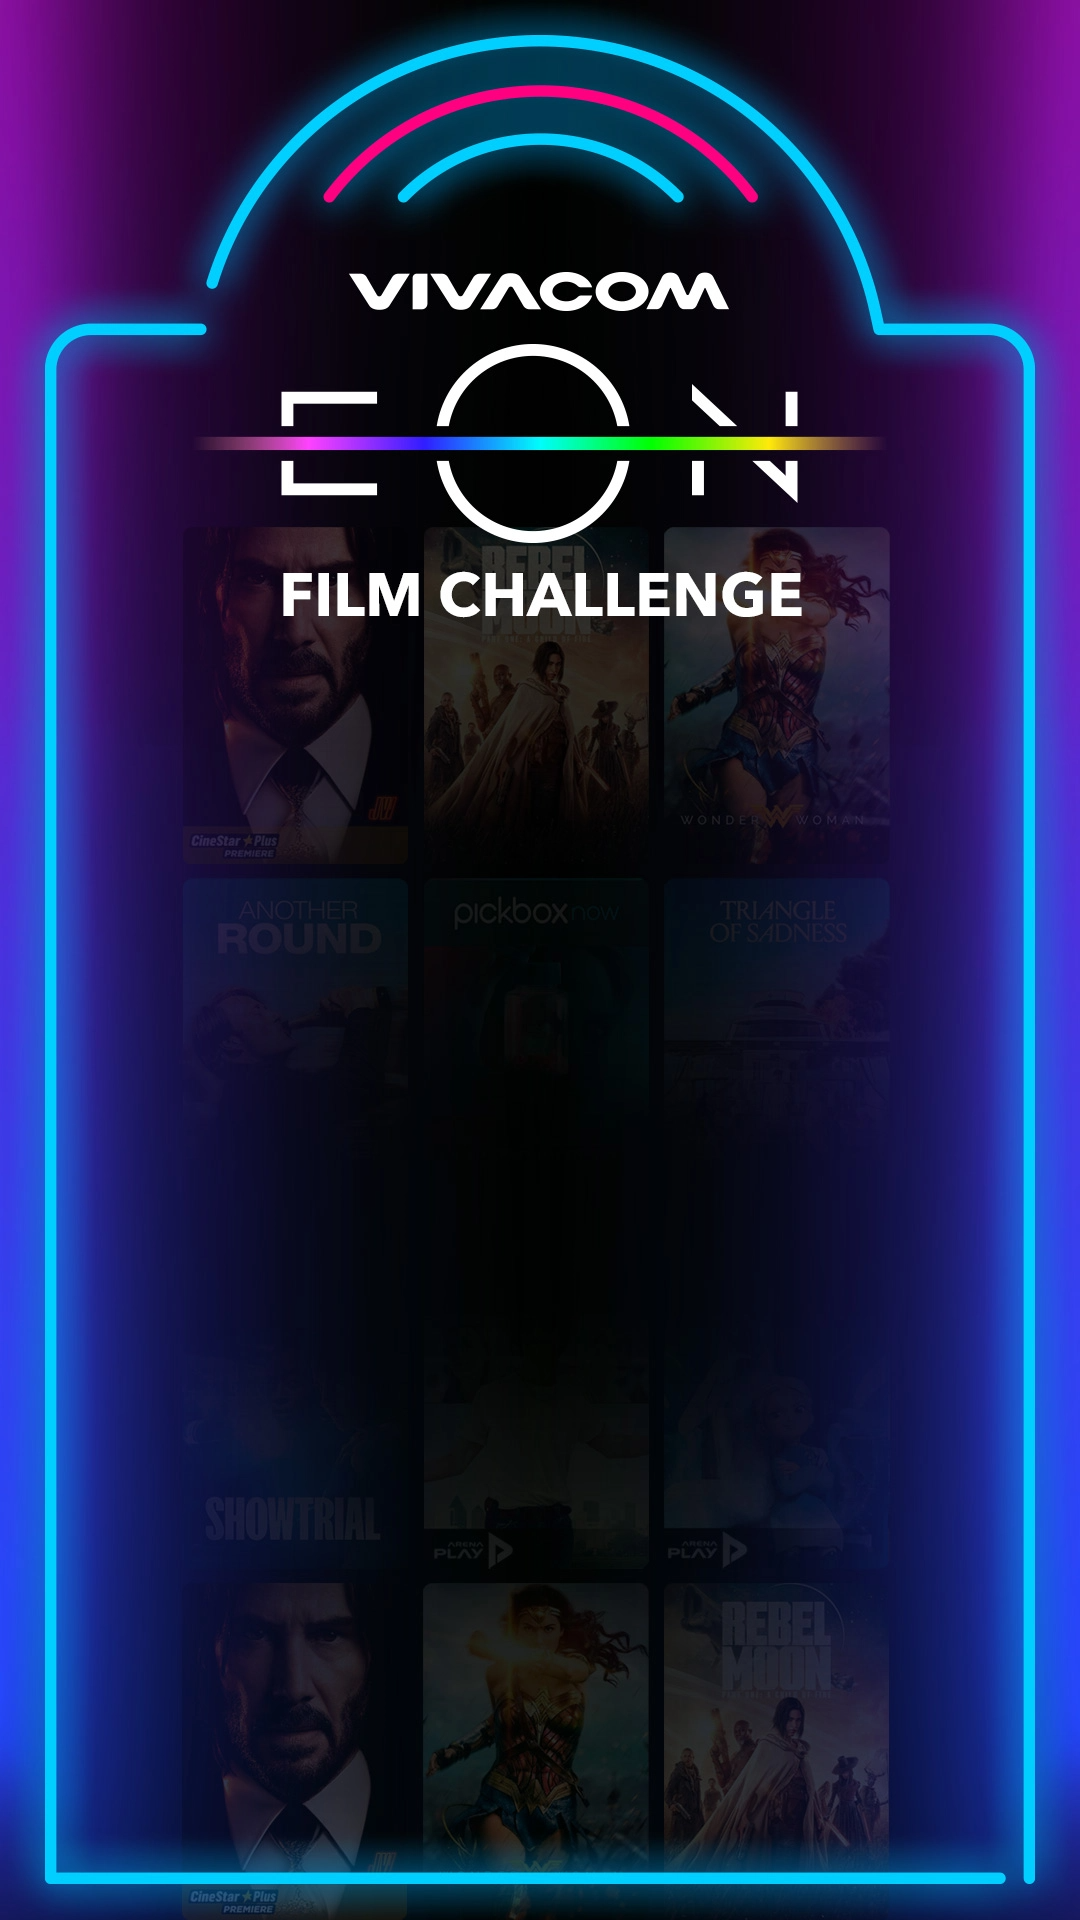 VIVACOM
EON
FILM CHALLENGE
REBEL
MOON
CineStar Plus
PREMIERE
WONDER WOMAN
ANOTHER
ROUND
pickbox now
TRIANGLE
OF SADNESS
SHOWTRIAL
ARENA
PLAY
ARENA
PLAY
REBEL
MOON
CineStar Plus
PREMIERE